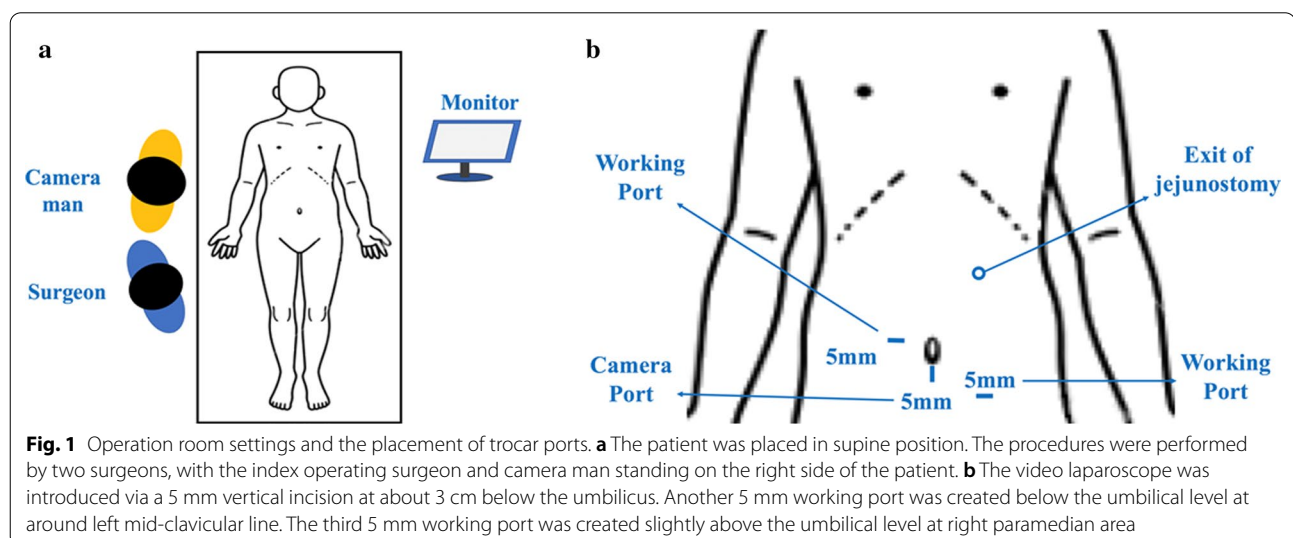 a
Monitor
Camera
man
Surgeon
b
Working
Port
Exit of
jejunostomy
5mm
Camera
Port
5mm
5mm
Working
Port
Fig. 1 Operation room settings and the placement of trocar ports. a The patient was placed in supine position. The procedures were performed
by two surgeons, with the index operating surgeon and camera man standing on the right side of the patient. b The video laparoscope was
introduced via a 5 mm vertical incision at about 3 cm below the umbilicus. Another 5 mm working port was created below the umbilical level at
around left mid-clavicular line. The third 5 mm working port was created slightly above the umbilical level at right paramedian area